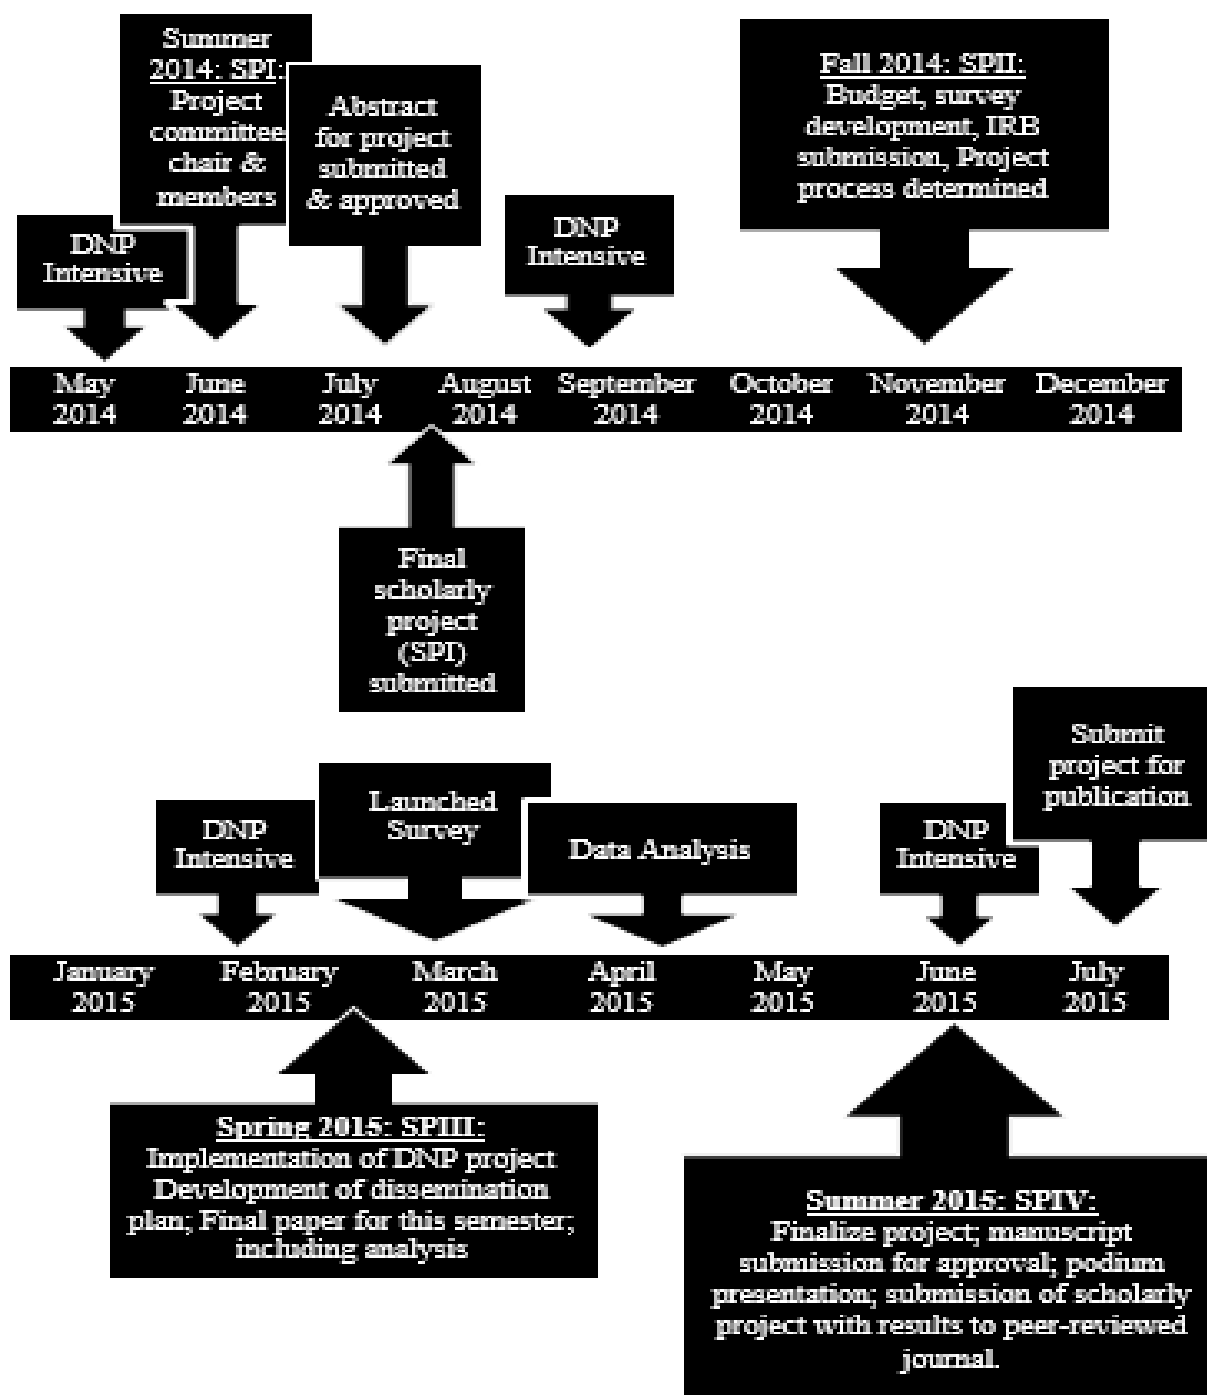 Summer
2014: SPI:
Project
committee
chair &
members
Abstract
for project
submitted
& approved
Fall 2014: SPII:
Budget, survey
development, IRB
submission, Project
process determined
DNP
Intensive
DNP
Intensive
May
2014
June
2014
July
2014
August
2014
September
2014
October
2014
November
2014
December
2014
Final
scholarly
project
(SPI)
submitted
Submit
project for
publication
DNP
Intensive
Launched
Survey
Data Analysis
DNP
Intensive
January
2015
February
2015
March
2015
April
2015
May
2015
June
2015
July
2015
Spring 2015: SPIII:
Implementation of DNP project
Development of dissemination
plan; Final paper for this semester;
including analysis
Summer 2015: SPIV:
Finalize project; manuscript
submission for approval; podium
presentation; submission of scholarly
project with results to peer-reviewed
journal.